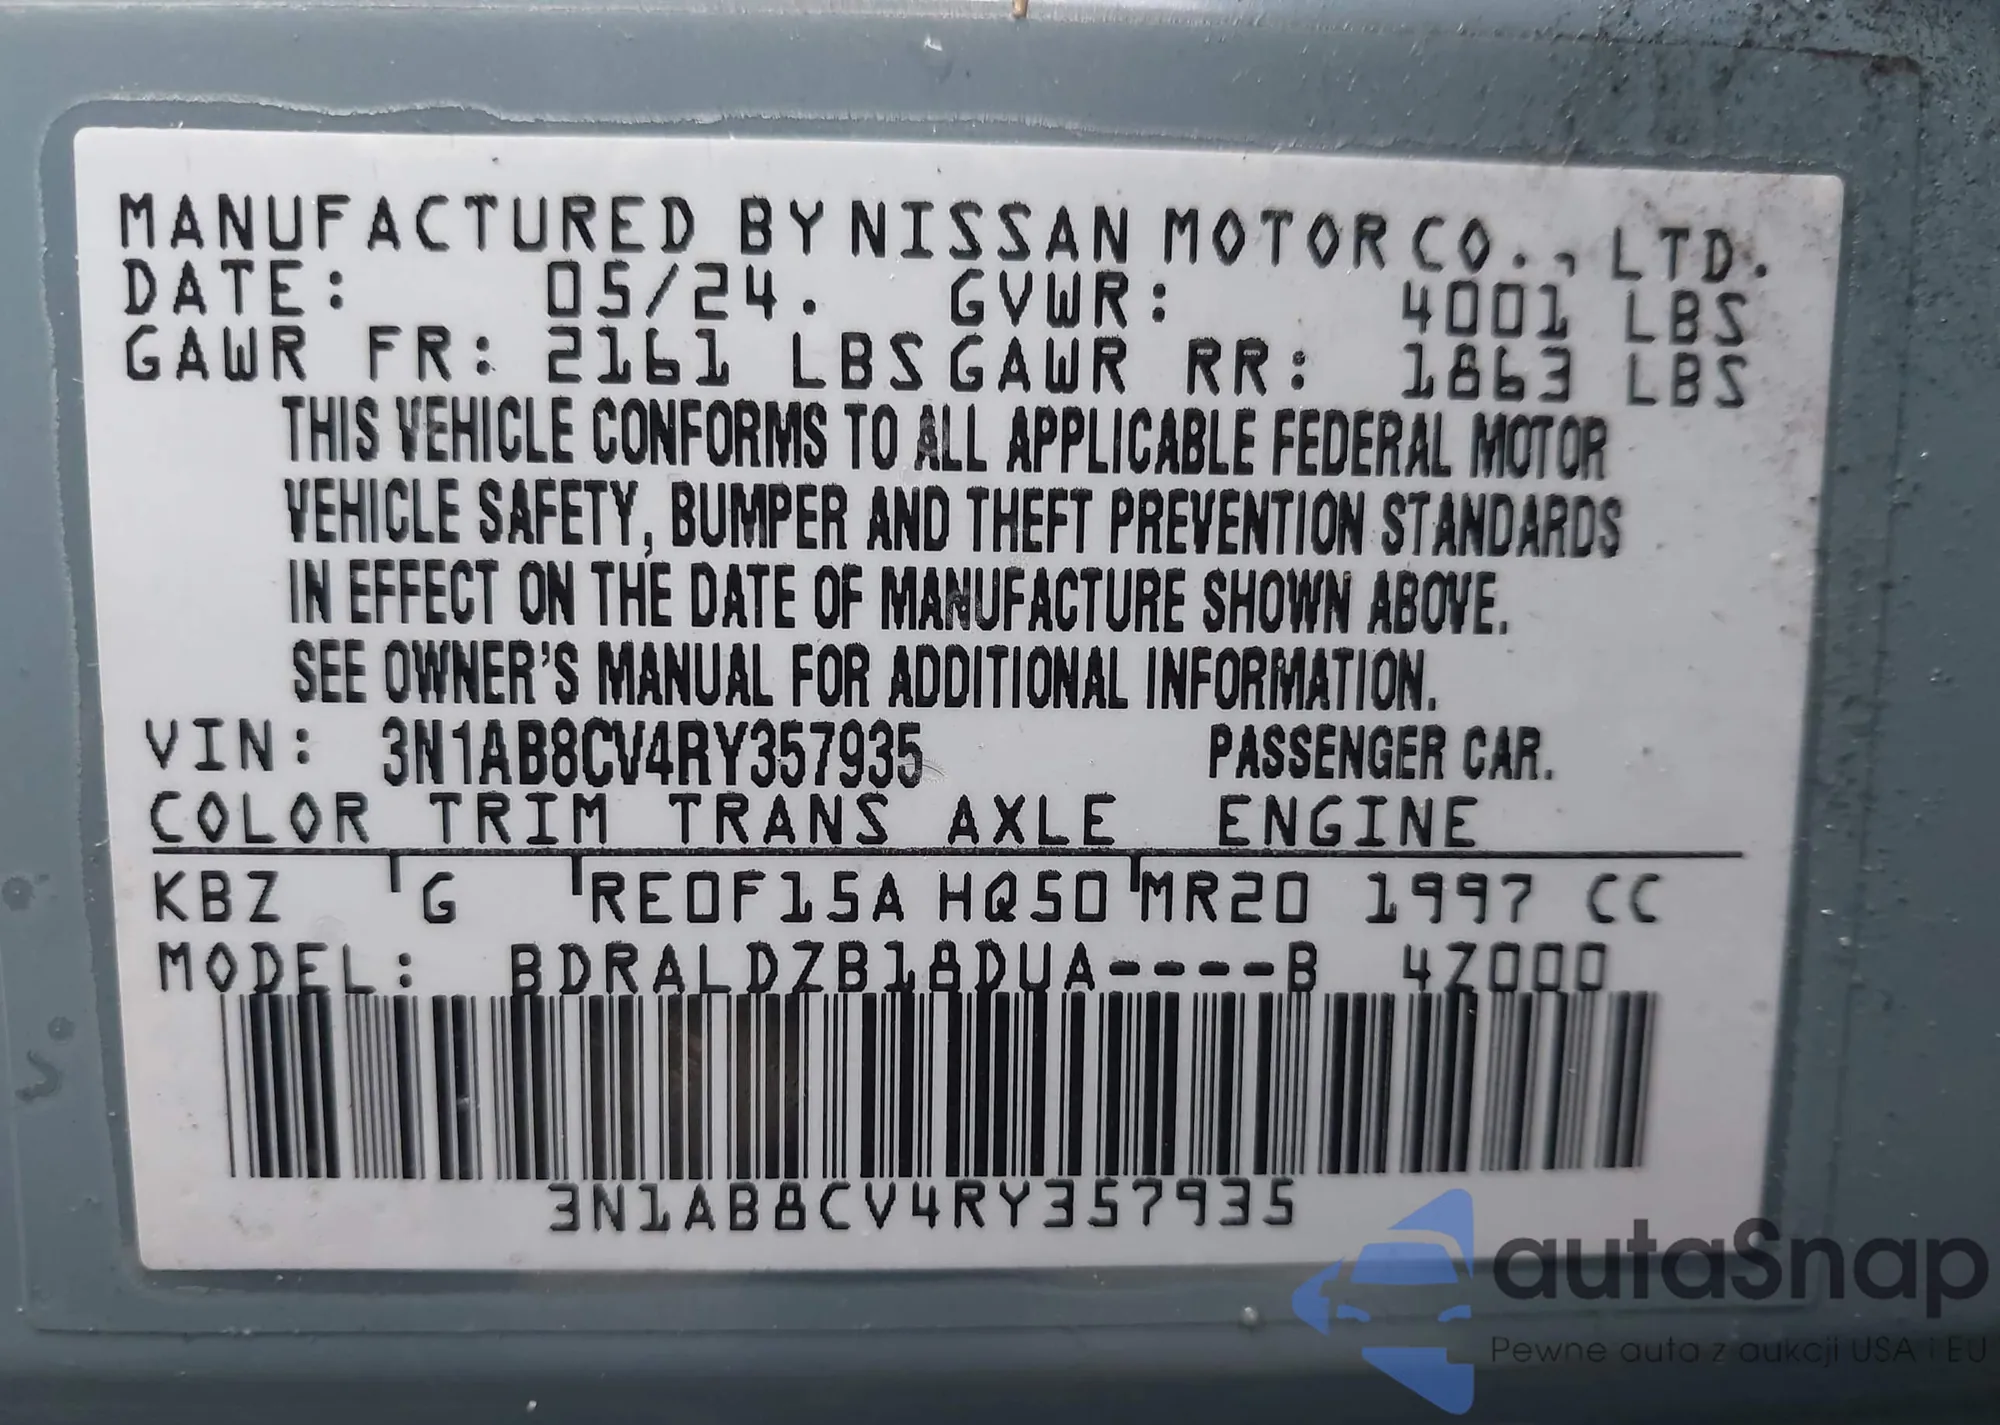 MANUFACTURED BY NISSAN MOTOR CO., LTD.
DATE: 05/24. GVWR: 4001 LBS
GAWR FR: 2161 LBS GAWR RR: 1863 LBS
THIS VEHICLE CONFORMS TO ALL APPLICABLE FEDERAL MOTOR
VEHICLE SAFETY, BUMPER AND THEFT PREVENTION STANDARDS
IN EFFECT ON THE DATE OF MANUFACTURE SHOWN ABOVE.
SEE OWNER'S MANUAL FOR ADDITIONAL INFORMATION.
VIN: 3N1AB8CV4RY357935 PASSENGER CAR.
COLOR TRIM TRANS AXLE ENGINE
KBZ G RE0F15A HQ50 MR20 1997 CC
MODEL: BDRALDZB18DUA----B 4Z000
3N1AB8CV4RY357935
autaSnap
Pewne auta z aukcji USA i EU